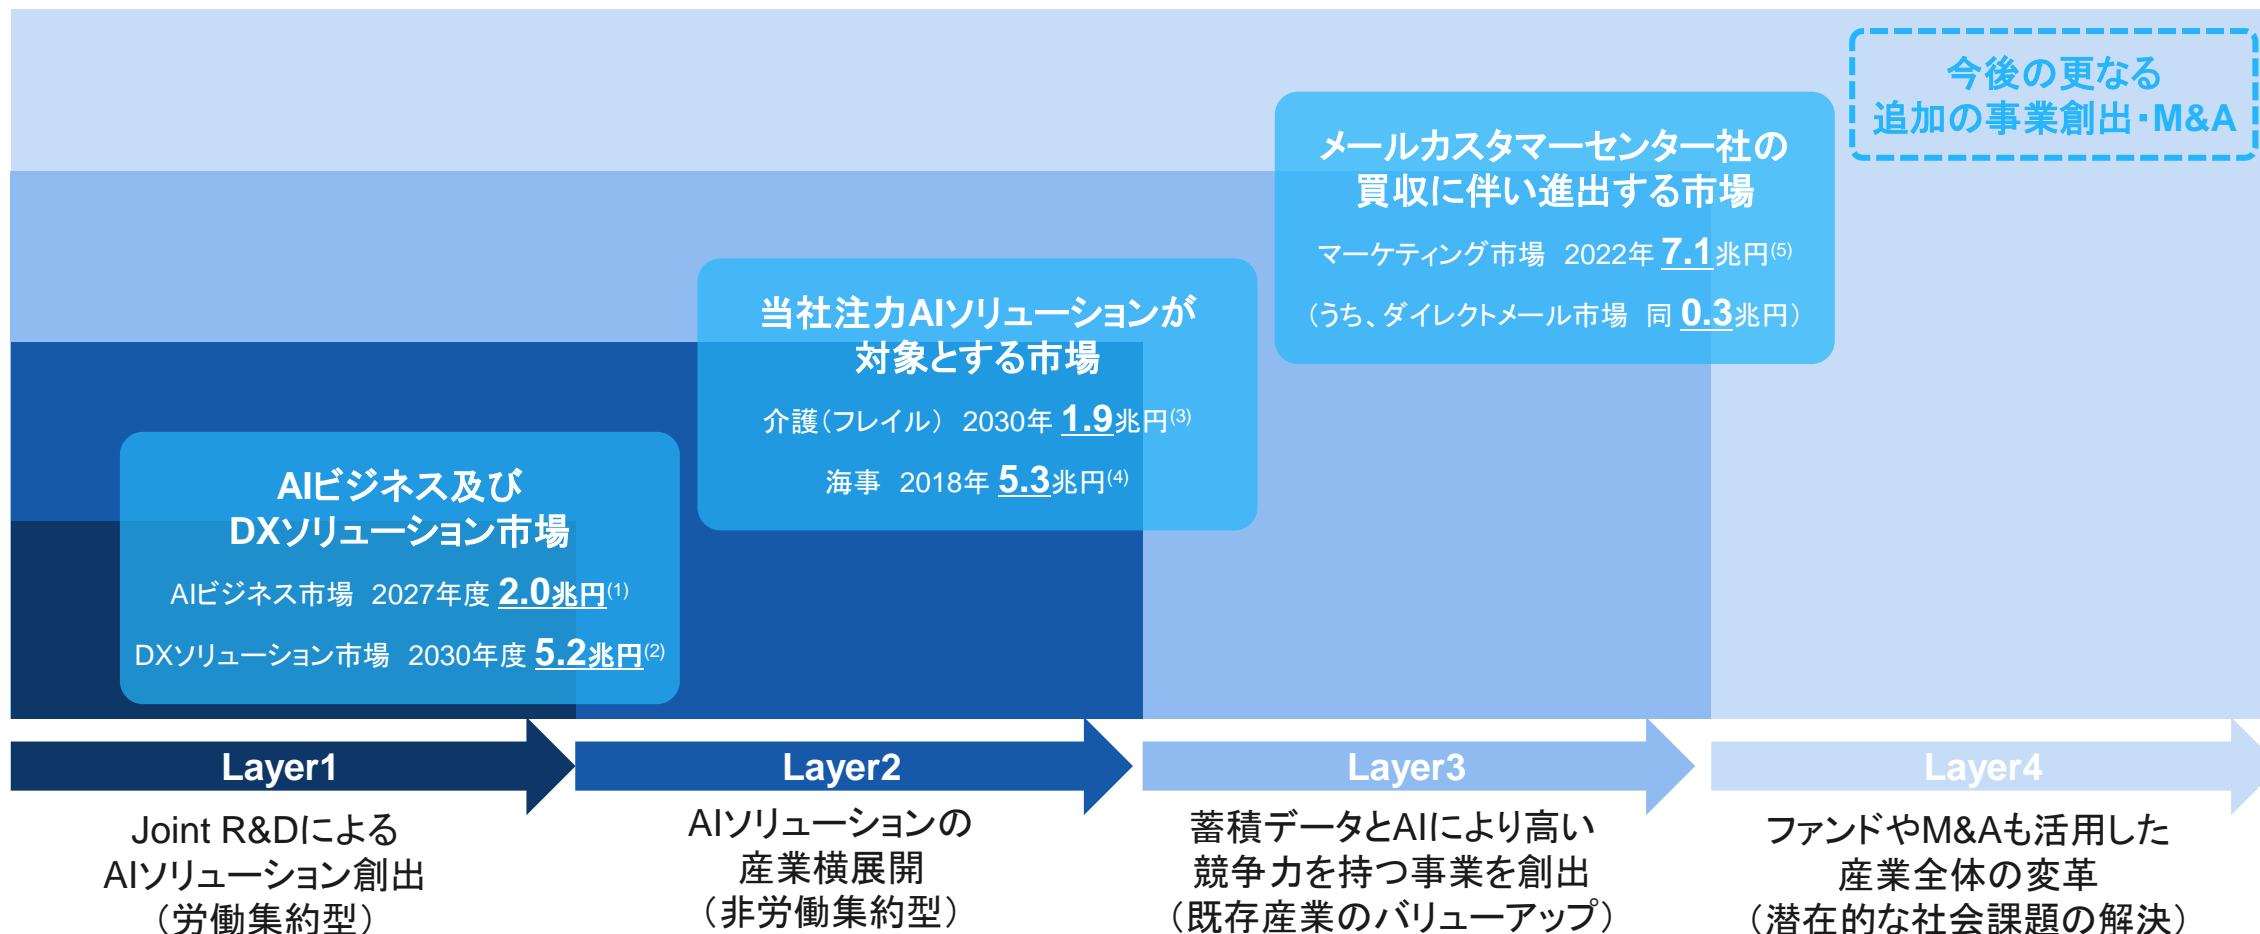 今後の更なる
追加の事業創出・M&A
メールカスタマーセンター社の
買収に伴い進出する市場
マーケティング市場 2022年 7.1兆円(5)
（うち、ダイレクトメール市場 同 0.3兆円）
当社注力AIソリューションが
対象とする市場
介護（フレイル） 2030年 1.9兆円(3)
海事 2018年 5.3兆円(4)
AIビジネス及び
DXソリューション市場
AIビジネス市場 2027年度 2.0兆円(1)
DXソリューション市場 2030年度 5.2兆円(2)
Layer1
Joint R&Dによる
AIソリューション創出
（労働集約型）
Layer2
AIソリューションの
産業横展開
（非労働集約型）
Layer3
蓄積データとAIにより高い
競争力を持つ事業を創出
（既存産業のバリューアップ）
Layer4
ファンドやM&Aも活用した
産業全体の変革
（潜在的な社会課題の解決）